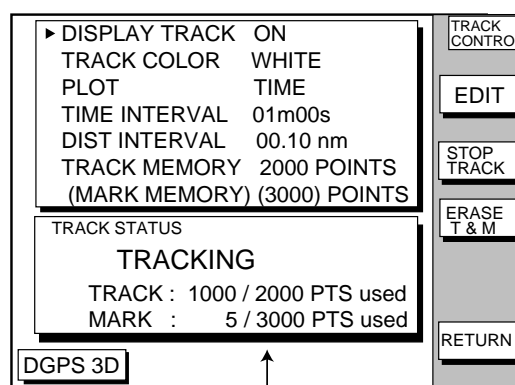 ▶ DISPLAY TRACK ON
TRACK COLOR WHITE
PLOT TIME
TIME INTERVAL 01m00s
DIST INTERVAL 00.10 nm
TRACK MEMORY 2000 POINTS
(MARK MEMORY) (3000) POINTS
TRACK STATUS
TRACKING
TRACK : 1000 / 2000 PTS used
MARK : 5 / 3000 PTS used
DGPS 3D
TRACK
CONTRO
EDIT
STOP
TRACK
ERASE
T & M
RETURN